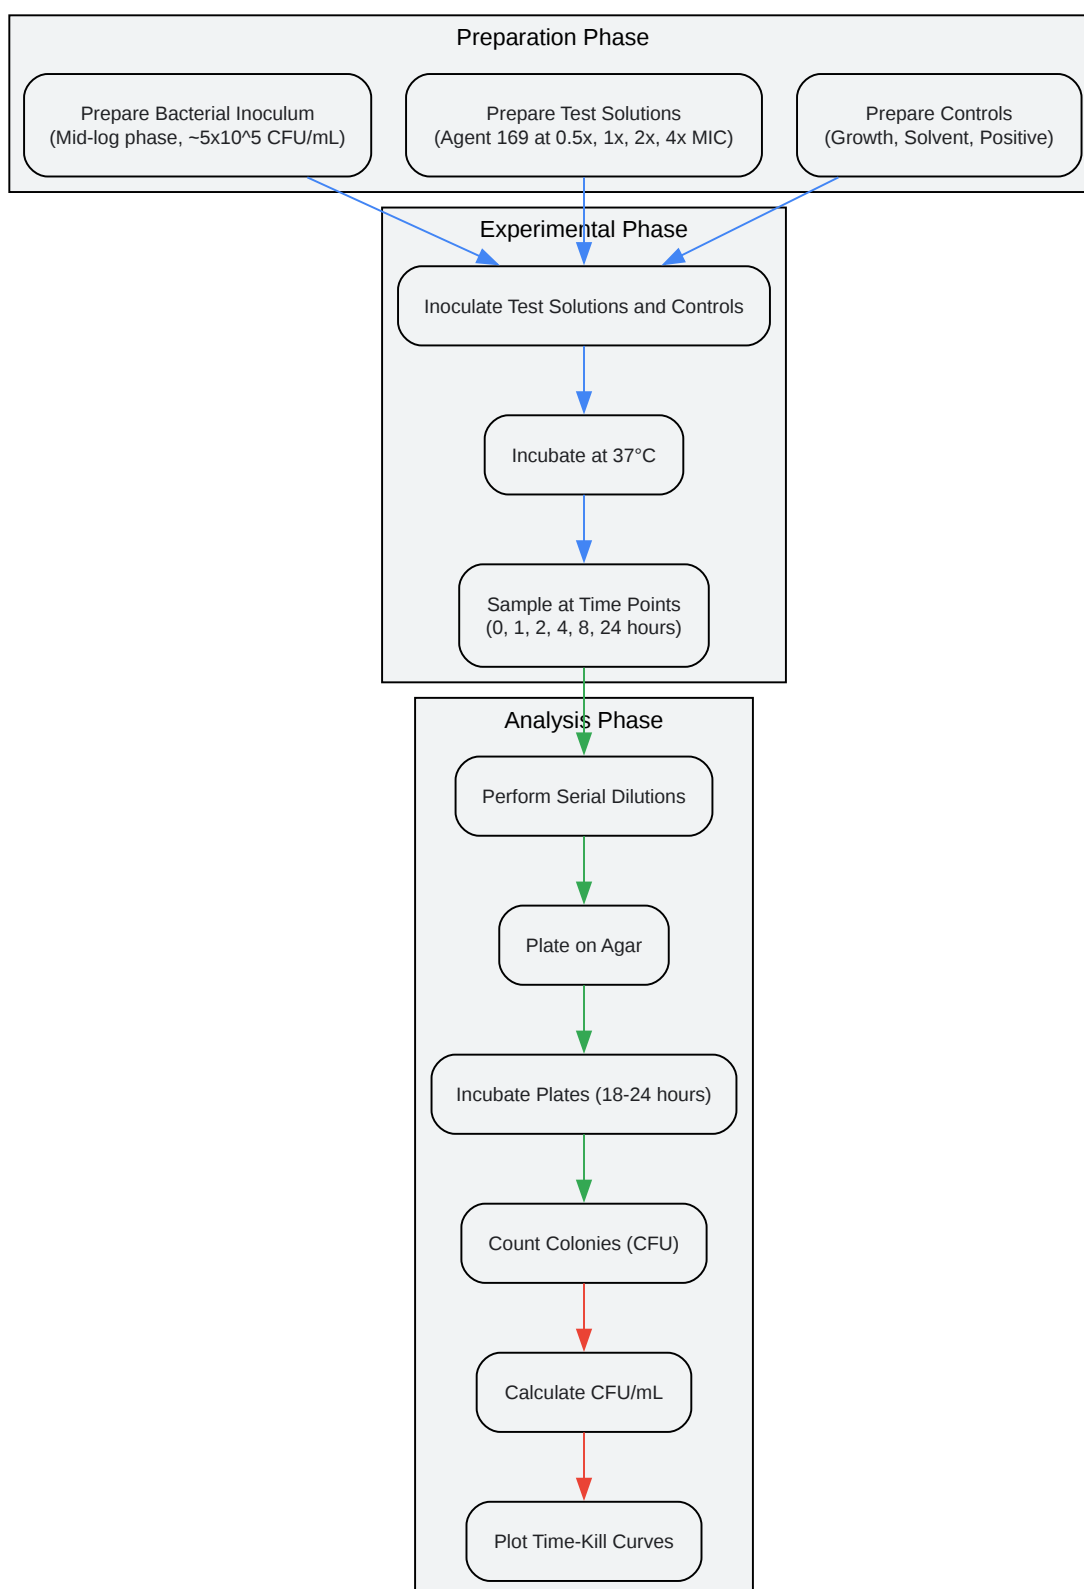 Preparation Phase
Prepare Bacterial Inoculum
(Mid-log phase, ~5x10^5 CFU/mL)
Prepare Test Solutions
(Agent 169 at 0.5x, 1x, 2x, 4x MIC)
Prepare Controls
(Growth, Solvent, Positive)
Experimental Phase
Inoculate Test Solutions and Controls
Incubate at 37°C
Sample at Time Points
(0, 1, 2, 4, 8, 24 hours)
Analysis Phase
Perform Serial Dilutions
Plate on Agar
Incubate Plates (18-24 hours)
Count Colonies (CFU)
Calculate CFU/mL
Plot Time-Kill Curves